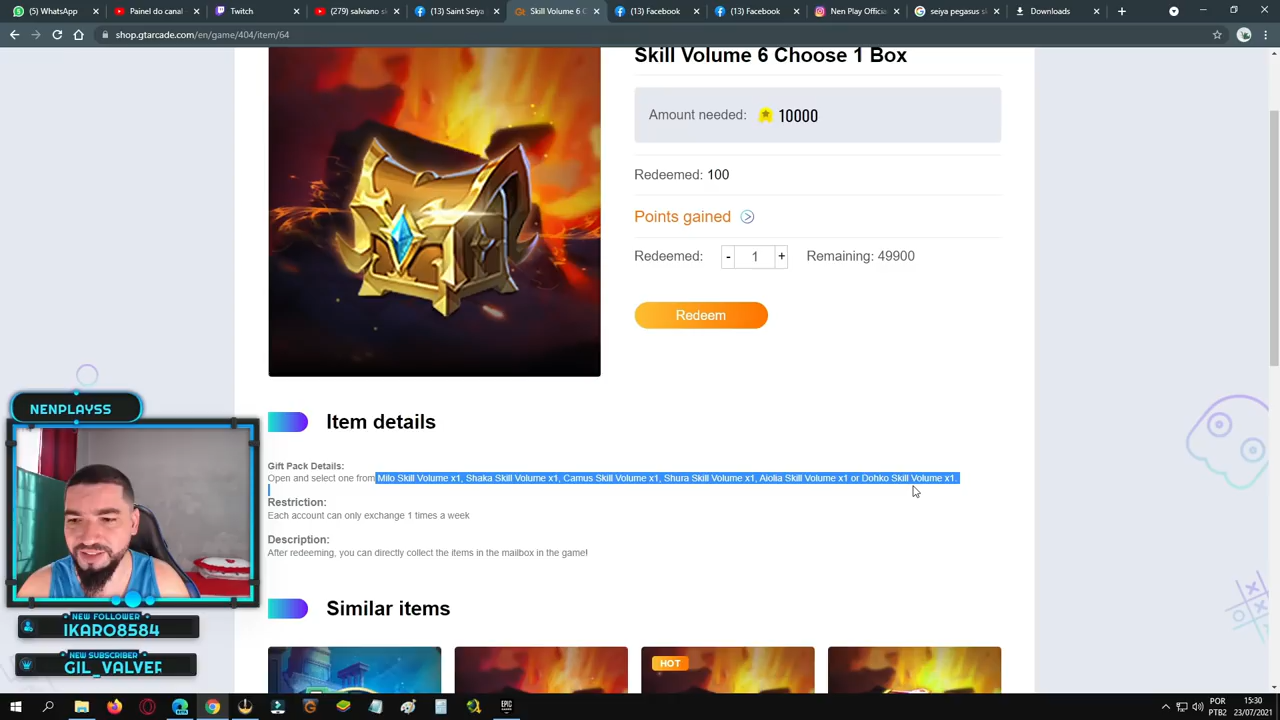 (5) WhatsApp
Painel do canal
Twitch
(279) salviano s
(13) Saint Seiy
Skill Volume 6 C
(13) Facebook
(13) Facebook
Nen Play Officia
seiya pegasus sk
Downloads
shop.gtarcade.com/en/game/404/item/64
Skill Volume 6 Choose 1 Box
Amount needed: 10000
Redeemed: 100
Points gained
Redeemed: - 1 + Remaining: 49900
Redeem
NENPLAYSS
Item details
Gift Pack Details:
Open and select one from Milo Skill Volume x1, Shaka Skill Volume x1, Camus Skill Volume x1, Shura Skill Volume x1, Aiolia Skill Volume x1 or Dohko Skill Volume x1.
Restriction:
Each account can only exchange 1 times a week
Description:
After redeeming, you can directly collect the items in the mailbox in the game!
NEW FOLLOWER
IKARO8584
NEW SUBSCRIBER
GIL_VALVER
Similar items
HOT
POR
PTB2
15:30
23/07/2021